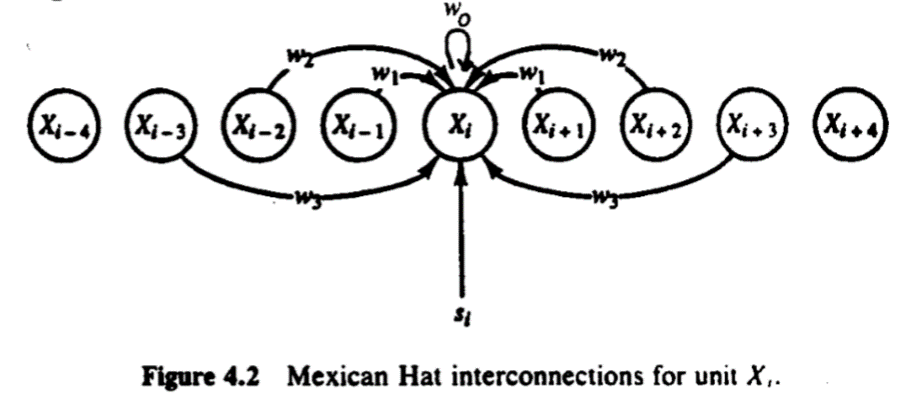 w₀
w₂ w₂
w₁ w₁
Xᵢ₋₄ Xᵢ₋₃ Xᵢ₋₂ Xᵢ₋₁ Xᵢ Xᵢ₊₁ Xᵢ₊₂ Xᵢ₊₃ Xᵢ₊₄
w₃ w₃
sᵢ
Figure 4.2 Mexican Hat interconnections for unit Xᵢ.